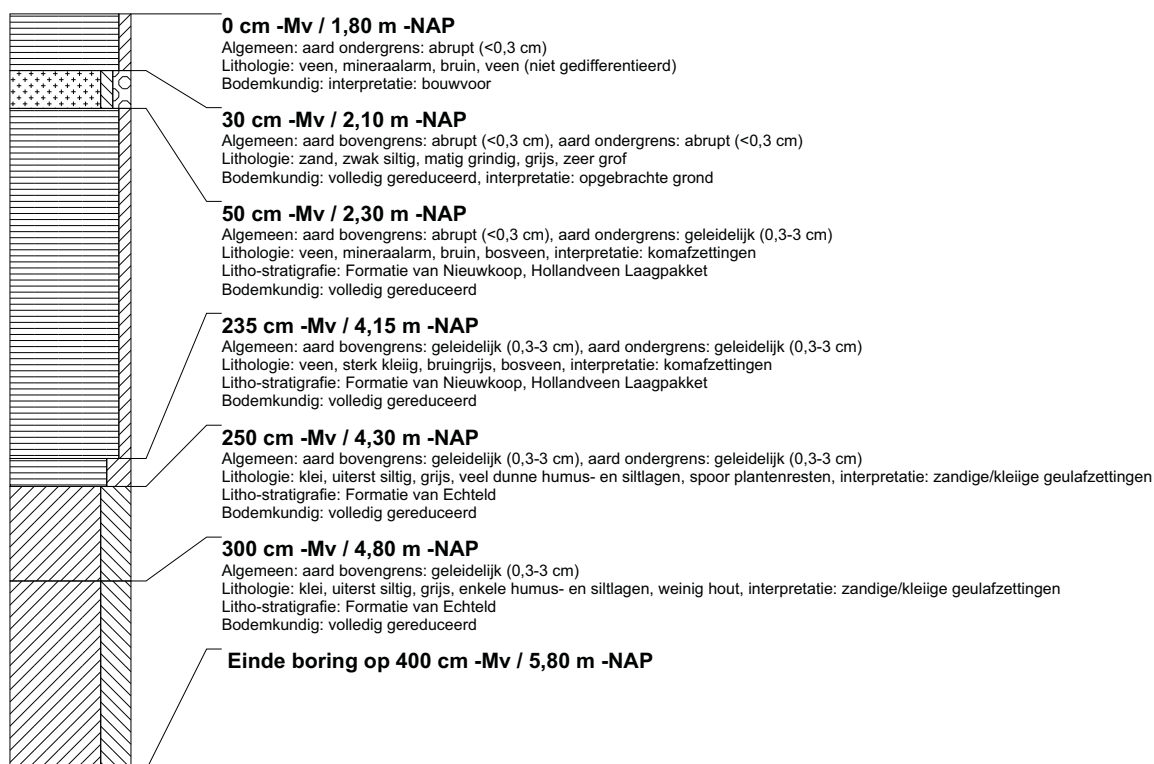 0 cm -Mv / 1,80 m -NAP
Algemeen: aard ondergrens: abrupt (<0,3 cm)
Lithologie: veen, mineraalarm, bruin, veen (niet gedifferentieerd)
Bodemkundig: interpretatie: bouwvoor
30 cm -Mv / 2,10 m -NAP
Algemeen: aard bovengrens: abrupt (<0,3 cm), aard ondergrens: abrupt (<0,3 cm)
Lithologie: zand, zwak siltig, matig grindig, grijs, zeer grof
Bodemkundig: volledig gereduceerd, interpretatie: opgebrachte grond
50 cm -Mv / 2,30 m -NAP
Algemeen: aard bovengrens: abrupt (<0,3 cm), aard ondergrens: geleidelijk (0,3-3 cm)
Lithologie: veen, mineraalarm, bruin, bosveen, interpretatie: komafzettingen
Litho-stratigrafie: Formatie van Nieuwkoop, Hollandveen Laagpakket
Bodemkundig: volledig gereduceerd
235 cm -Mv / 4,15 m -NAP
Algemeen: aard bovengrens: geleidelijk (0,3-3 cm), aard ondergrens: geleidelijk (0,3-3 cm)
Lithologie: veen, sterk kleiig, bruingrijs, bosveen, interpretatie: komafzettingen
Litho-stratigrafie: Formatie van Nieuwkoop, Hollandveen Laagpakket
Bodemkundig: volledig gereduceerd
250 cm -Mv / 4,30 m -NAP
Algemeen: aard bovengrens: geleidelijk (0,3-3 cm), aard ondergrens: geleidelijk (0,3-3 cm)
Lithologie: klei, uiterst siltig, grijs, veel dunne humus- en siltlagen, spoor plantenresten, interpretatie: zandige/kleiige geulafzettingen
Litho-stratigrafie: Formatie van Echteld
Bodemkundig: volledig gereduceerd
300 cm -Mv / 4,80 m -NAP
Algemeen: aard bovengrens: geleidelijk (0,3-3 cm)
Lithologie: klei, uiterst siltig, grijs, enkele humus- en siltlagen, weinig hout, interpretatie: zandige/kleiige geulafzettingen
Litho-stratigrafie: Formatie van Echteld
Bodemkundig: volledig gereduceerd
Einde boring op 400 cm -Mv / 5,80 m -NAP